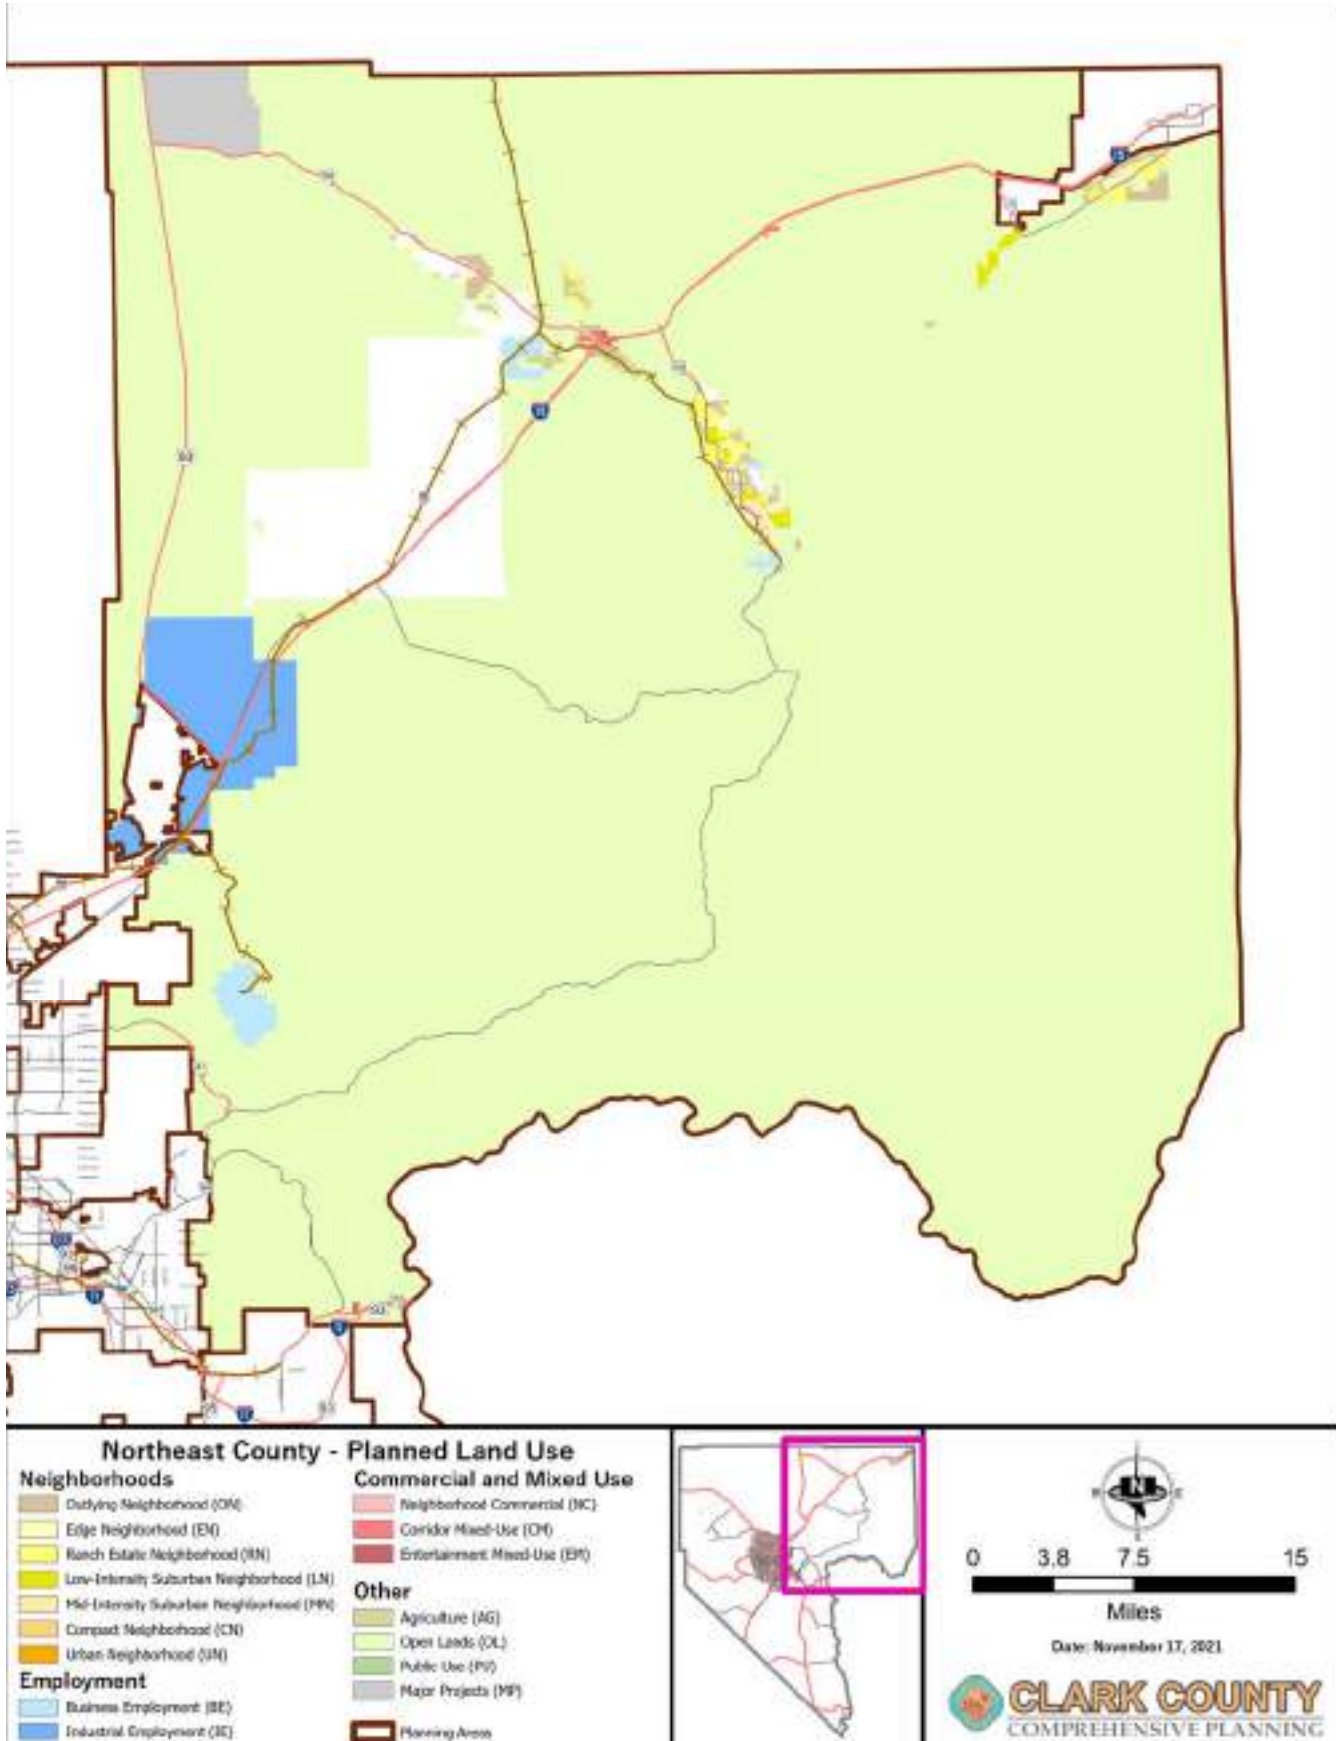 15
93
15
Northeast County - Planned Land Use
Neighborhoods
Outlying Neighborhood (ON)
Edge Neighborhood (EN)
Ranch Estate Neighborhood (RN)
Low-Intensity Suburban Neighborhood (LN)
Mid-Intensity Suburban Neighborhood (MN)
Compact Neighborhood (CN)
Urban Neighborhood (UN)
Employment
Business Employment (BE)
Industrial Employment (IE)
Commercial and Mixed Use
Neighborhood Commercial (NC)
Corridor Mixed-Use (CM)
Entertainment Mixed-Use (EM)
Other
Agriculture (AG)
Open Lands (OL)
Public Use (PU)
Major Projects (MP)
Planning Areas
N
E
0 3.8 7.5 15
Miles
Date: November 17, 2021
CLARK COUNTY
COMPREHENSIVE PLANNING